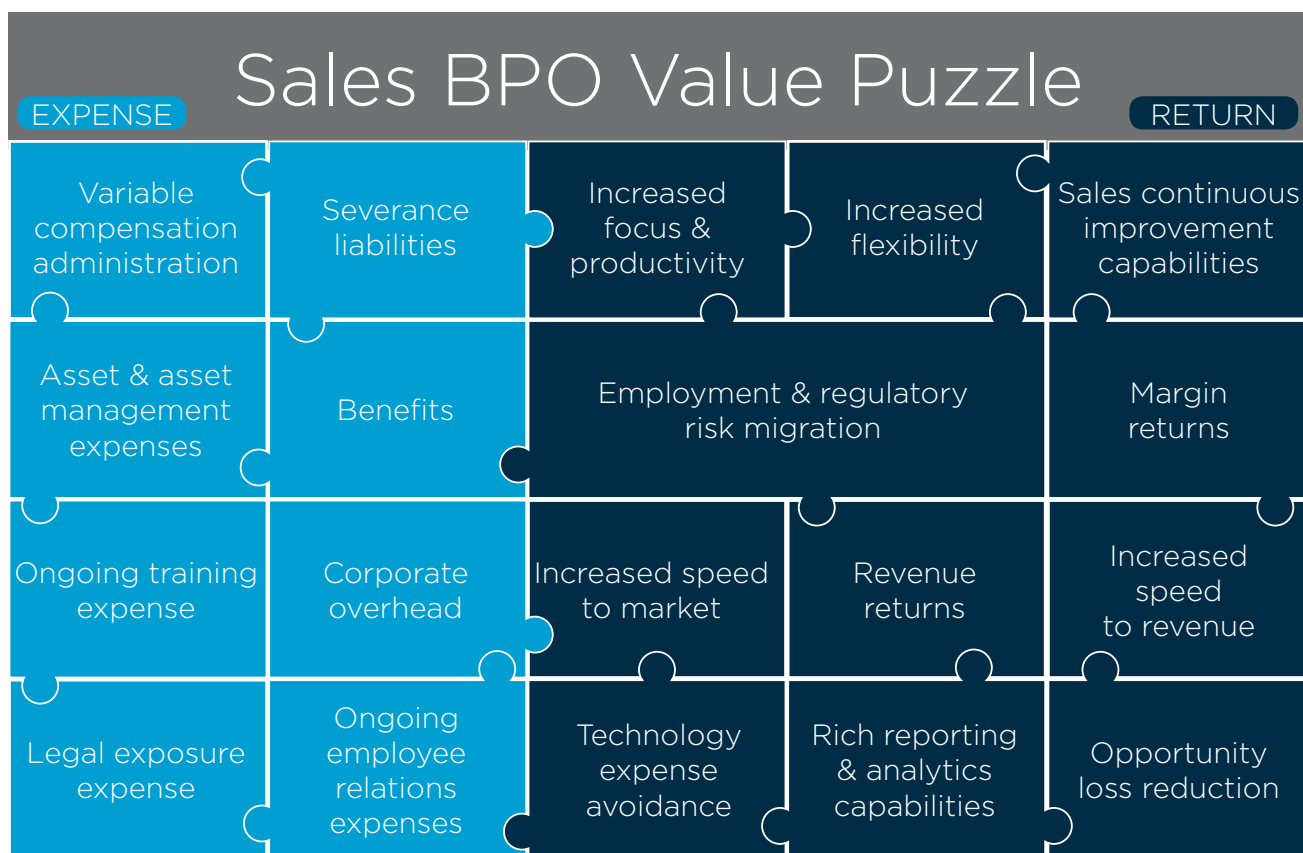 Sales BPO Value Puzzle
EXPENSE
RETURN
Variable
compensation
administration
Severance
liabilities
Increased
focus &
productivity
Increased
flexibility
Sales continuous
improvement
capabilities
Asset & asset
management
expenses
Benefits
Employment & regulatory
risk migration
Margin
returns
Ongoing training
expense
Corporate
overhead
Increased speed
to market
Revenue
returns
Increased
speed
to revenue
Legal exposure
expense
Ongoing
employee
relations
expenses
Technology
expense
avoidance
Rich reporting
& analytics
capabilities
Opportunity
loss reduction